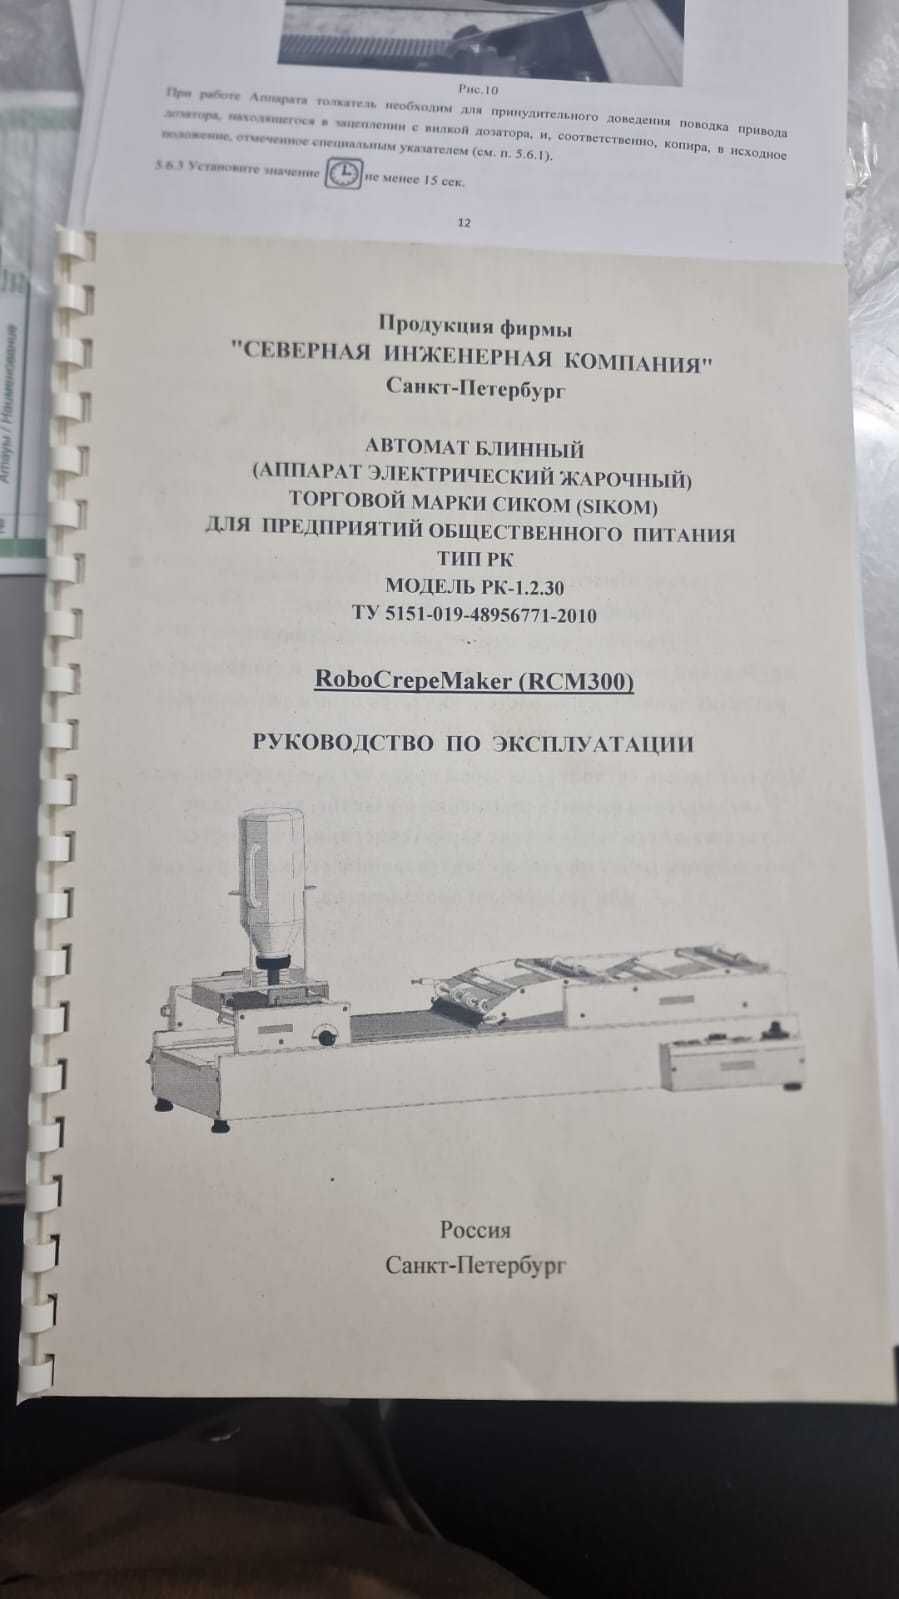 Рис.10
При работе Аппарата толкатель необходим для принудительного доведения поводка привода
дозатора, находящегося в зацеплении с вилкой дозатора, и, соответственно, копира, в исходное
положение, отмеченное специальным указателем (см. п. 5.6.1).
5.6.3 Установите значение не менее 15 сек.
12
Атауы / Наименование
№
Продукция фирмы
"СЕВЕРНАЯ ИНЖЕНЕРНАЯ КОМПАНИЯ"
Санкт-Петербург
АВТОМАТ БЛИННЫЙ
(АППАРАТ ЭЛЕКТРИЧЕСКИЙ ЖАРОЧНЫЙ)
ТОРГОВОЙ МАРКИ СИКОМ (SIKOM)
ДЛЯ ПРЕДПРИЯТИЙ ОБЩЕСТВЕННОГО ПИТАНИЯ
ТИП РК
МОДЕЛЬ РК-1.2.30
ТУ 5151-019-48956771-2010
RoboCrepeMaker (RCM300)
РУКОВОДСТВО ПО ЭКСПЛУАТАЦИИ
Россия
Санкт-Петербург